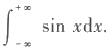 ∫_{-∞}^{+∞} sin xdx.